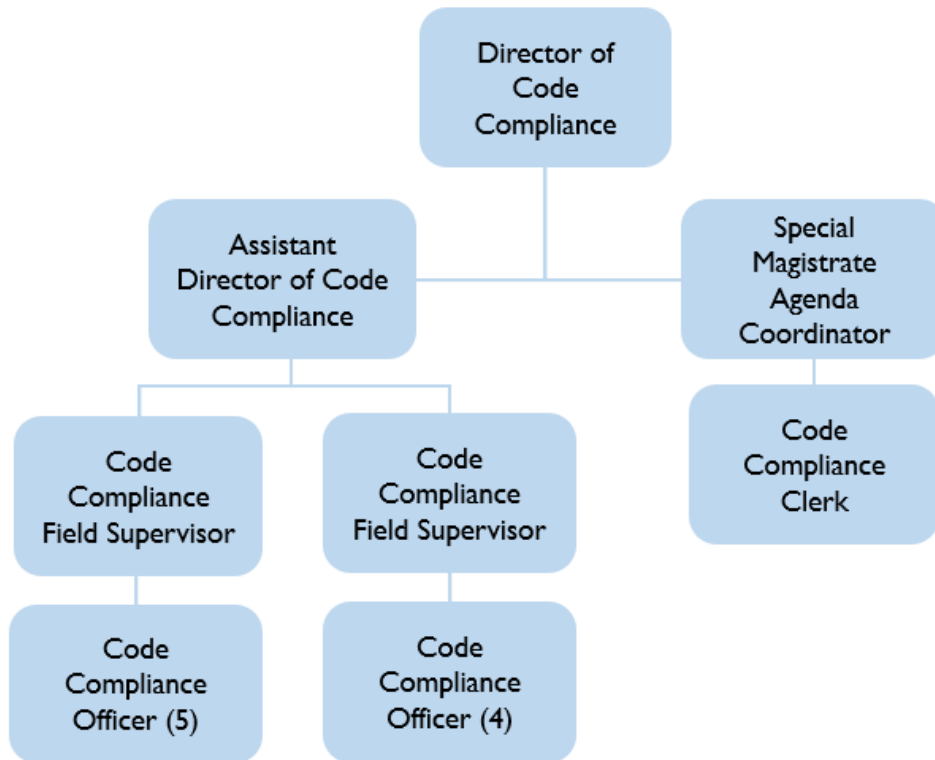 Director of
Code
Compliance
Assistant
Director of Code
Compliance
Special
Magistrate
Agenda
Coordinator
Code
Compliance
Field Supervisor
Code
Compliance
Field Supervisor
Code
Compliance
Clerk
Code
Compliance
Officer (5)
Code
Compliance
Officer (4)